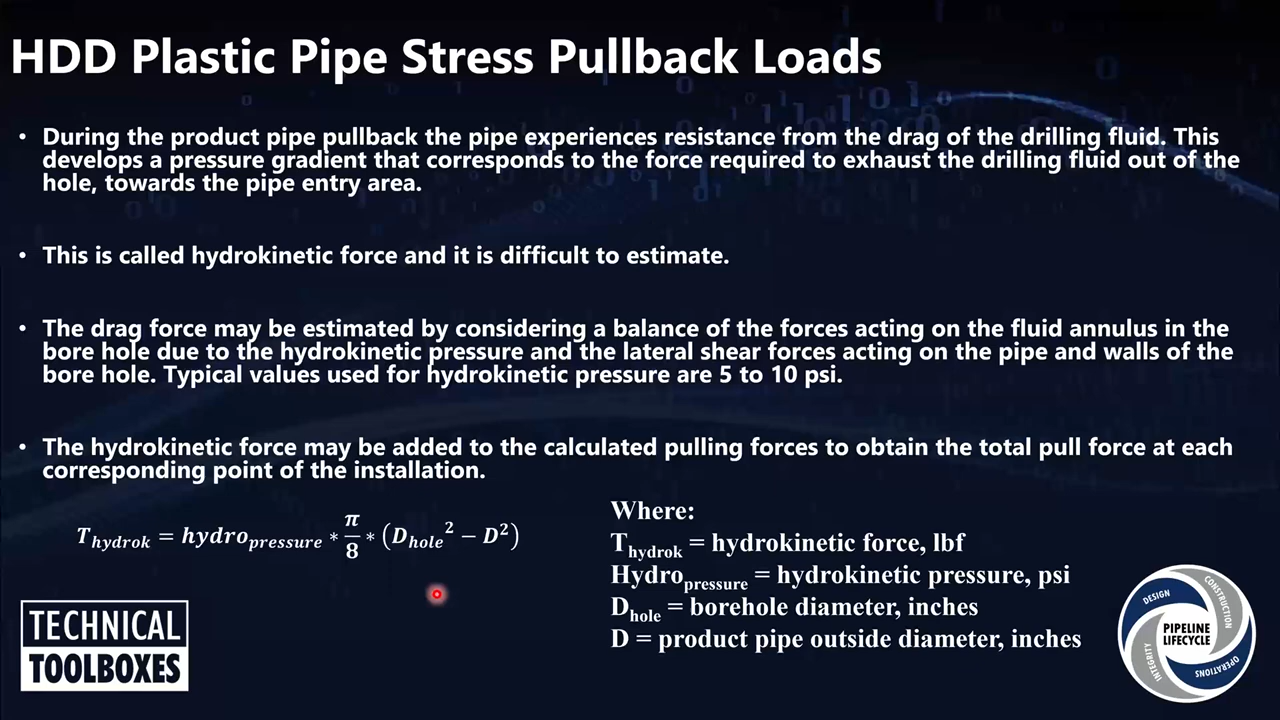 HDD Plastic Pipe Stress Pullback Loads
• During the product pipe pullback the pipe experiences resistance from the drag of the drilling fluid. This
develops a pressure gradient that corresponds to the force required to exhaust the drilling fluid out of the
hole, towards the pipe entry area.
• This is called hydrokinetic force and it is difficult to estimate.
• The drag force may be estimated by considering a balance of the forces acting on the fluid annulus in the
bore hole due to the hydrokinetic pressure and the lateral shear forces acting on the pipe and walls of the
bore hole. Typical values used for hydrokinetic pressure are 5 to 10 psi.
• The hydrokinetic force may be added to the calculated pulling forces to obtain the total pull force at each
corresponding point of the installation.
T_hydrok = hydro_pressure * π/8 * (D_hole² − D²)
Where:
T_hydrok = hydrokinetic force, lbf
Hydro_pressure = hydrokinetic pressure, psi
D_hole = borehole diameter, inches
D = product pipe outside diameter, inches
TECHNICAL
TOOLBOXES
DESIGN
CONSTRUCTION
PIPELINE
LIFECYCLE
INTEGRITY
OPERATIONS